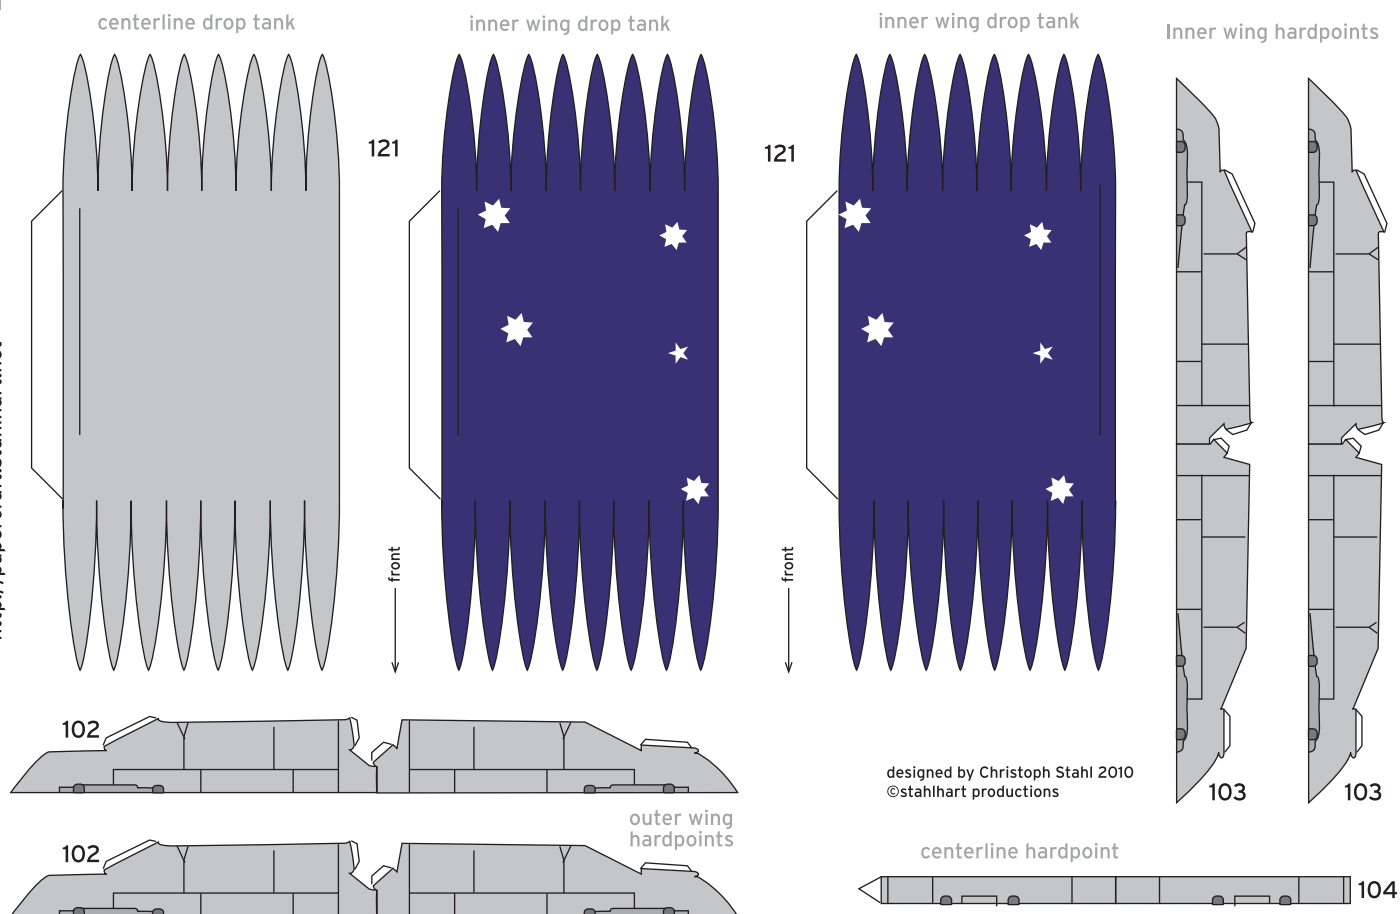 centerline drop tank
inner wing drop tank
inner wing drop tank
Inner wing hardpoints
121
121
front
front
102
designed by Christoph Stahl 2010
©stahlhart productions
103
103
outer wing
hardpoints
102
centerline hardpoint
104